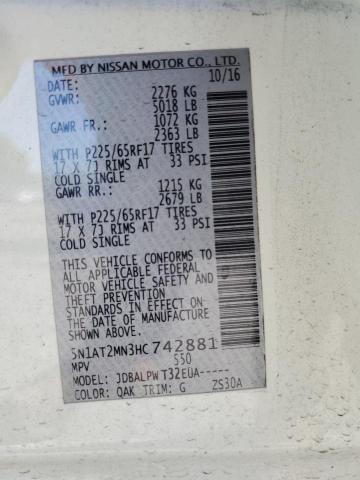 MFD BY NISSAN MOTOR CO., LTD.
DATE: 10/16
GVWR: 2276 KG
5018 LB
GAWR FR.: 1072 KG
2363 LB
WITH P225/65RF17 TIRES
17 X 7J RIMS AT 33 PSI
COLD SINGLE
GAWR RR.: 1215 KG
2679 LB
WITH P225/65RF17 TIRES
17 X 7J RIMS AT 33 PSI
COLD SINGLE
THIS VEHICLE CONFORMS TO
ALL APPLICABLE FEDERAL
MOTOR VEHICLE SAFETY AND
THEFT PREVENTION
STANDARDS IN EFFECT ON
THE DATE OF MANUFACTURE
SHOWN ABOVE.
5N1AT2MN3HC742881
MPV 550
MODEL: JDBALPW T32EUA-----
COLOR: QAK TRIM: G ZS30A